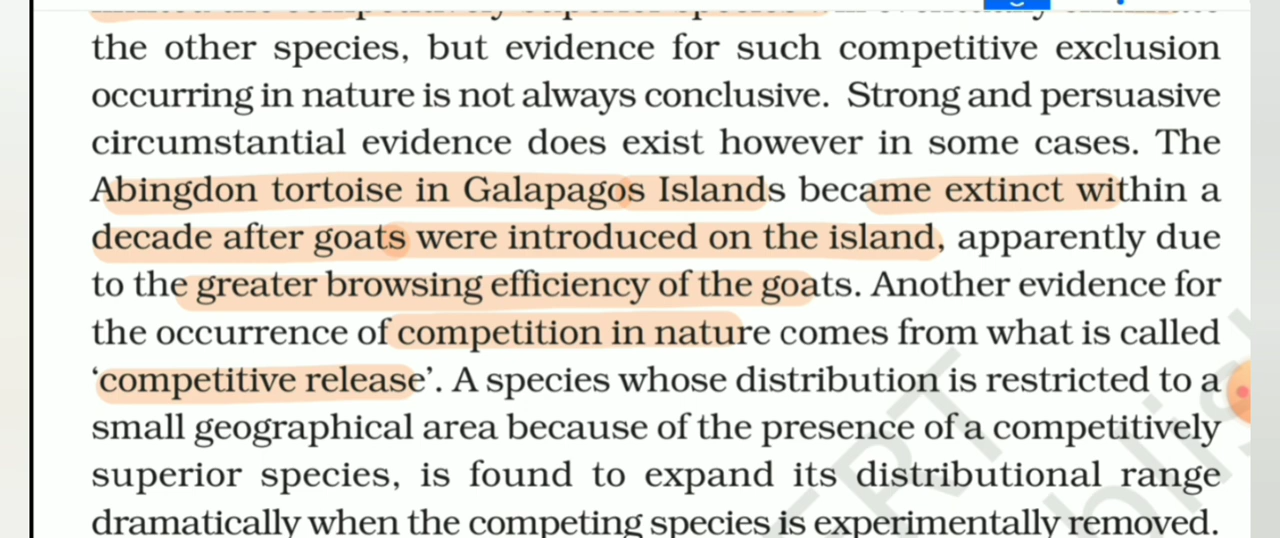 the other species, but evidence for such competitive exclusion
occurring in nature is not always conclusive. Strong and persuasive
circumstantial evidence does exist however in some cases. The
Abingdon tortoise in Galapagos Islands became extinct within a
decade after goats were introduced on the island, apparently due
to the greater browsing efficiency of the goats. Another evidence for
the occurrence of competition in nature comes from what is called
‘competitive release’. A species whose distribution is restricted to a
small geographical area because of the presence of a competitively
superior species, is found to expand its distributional range
dramatically when the competing species is experimentally removed.